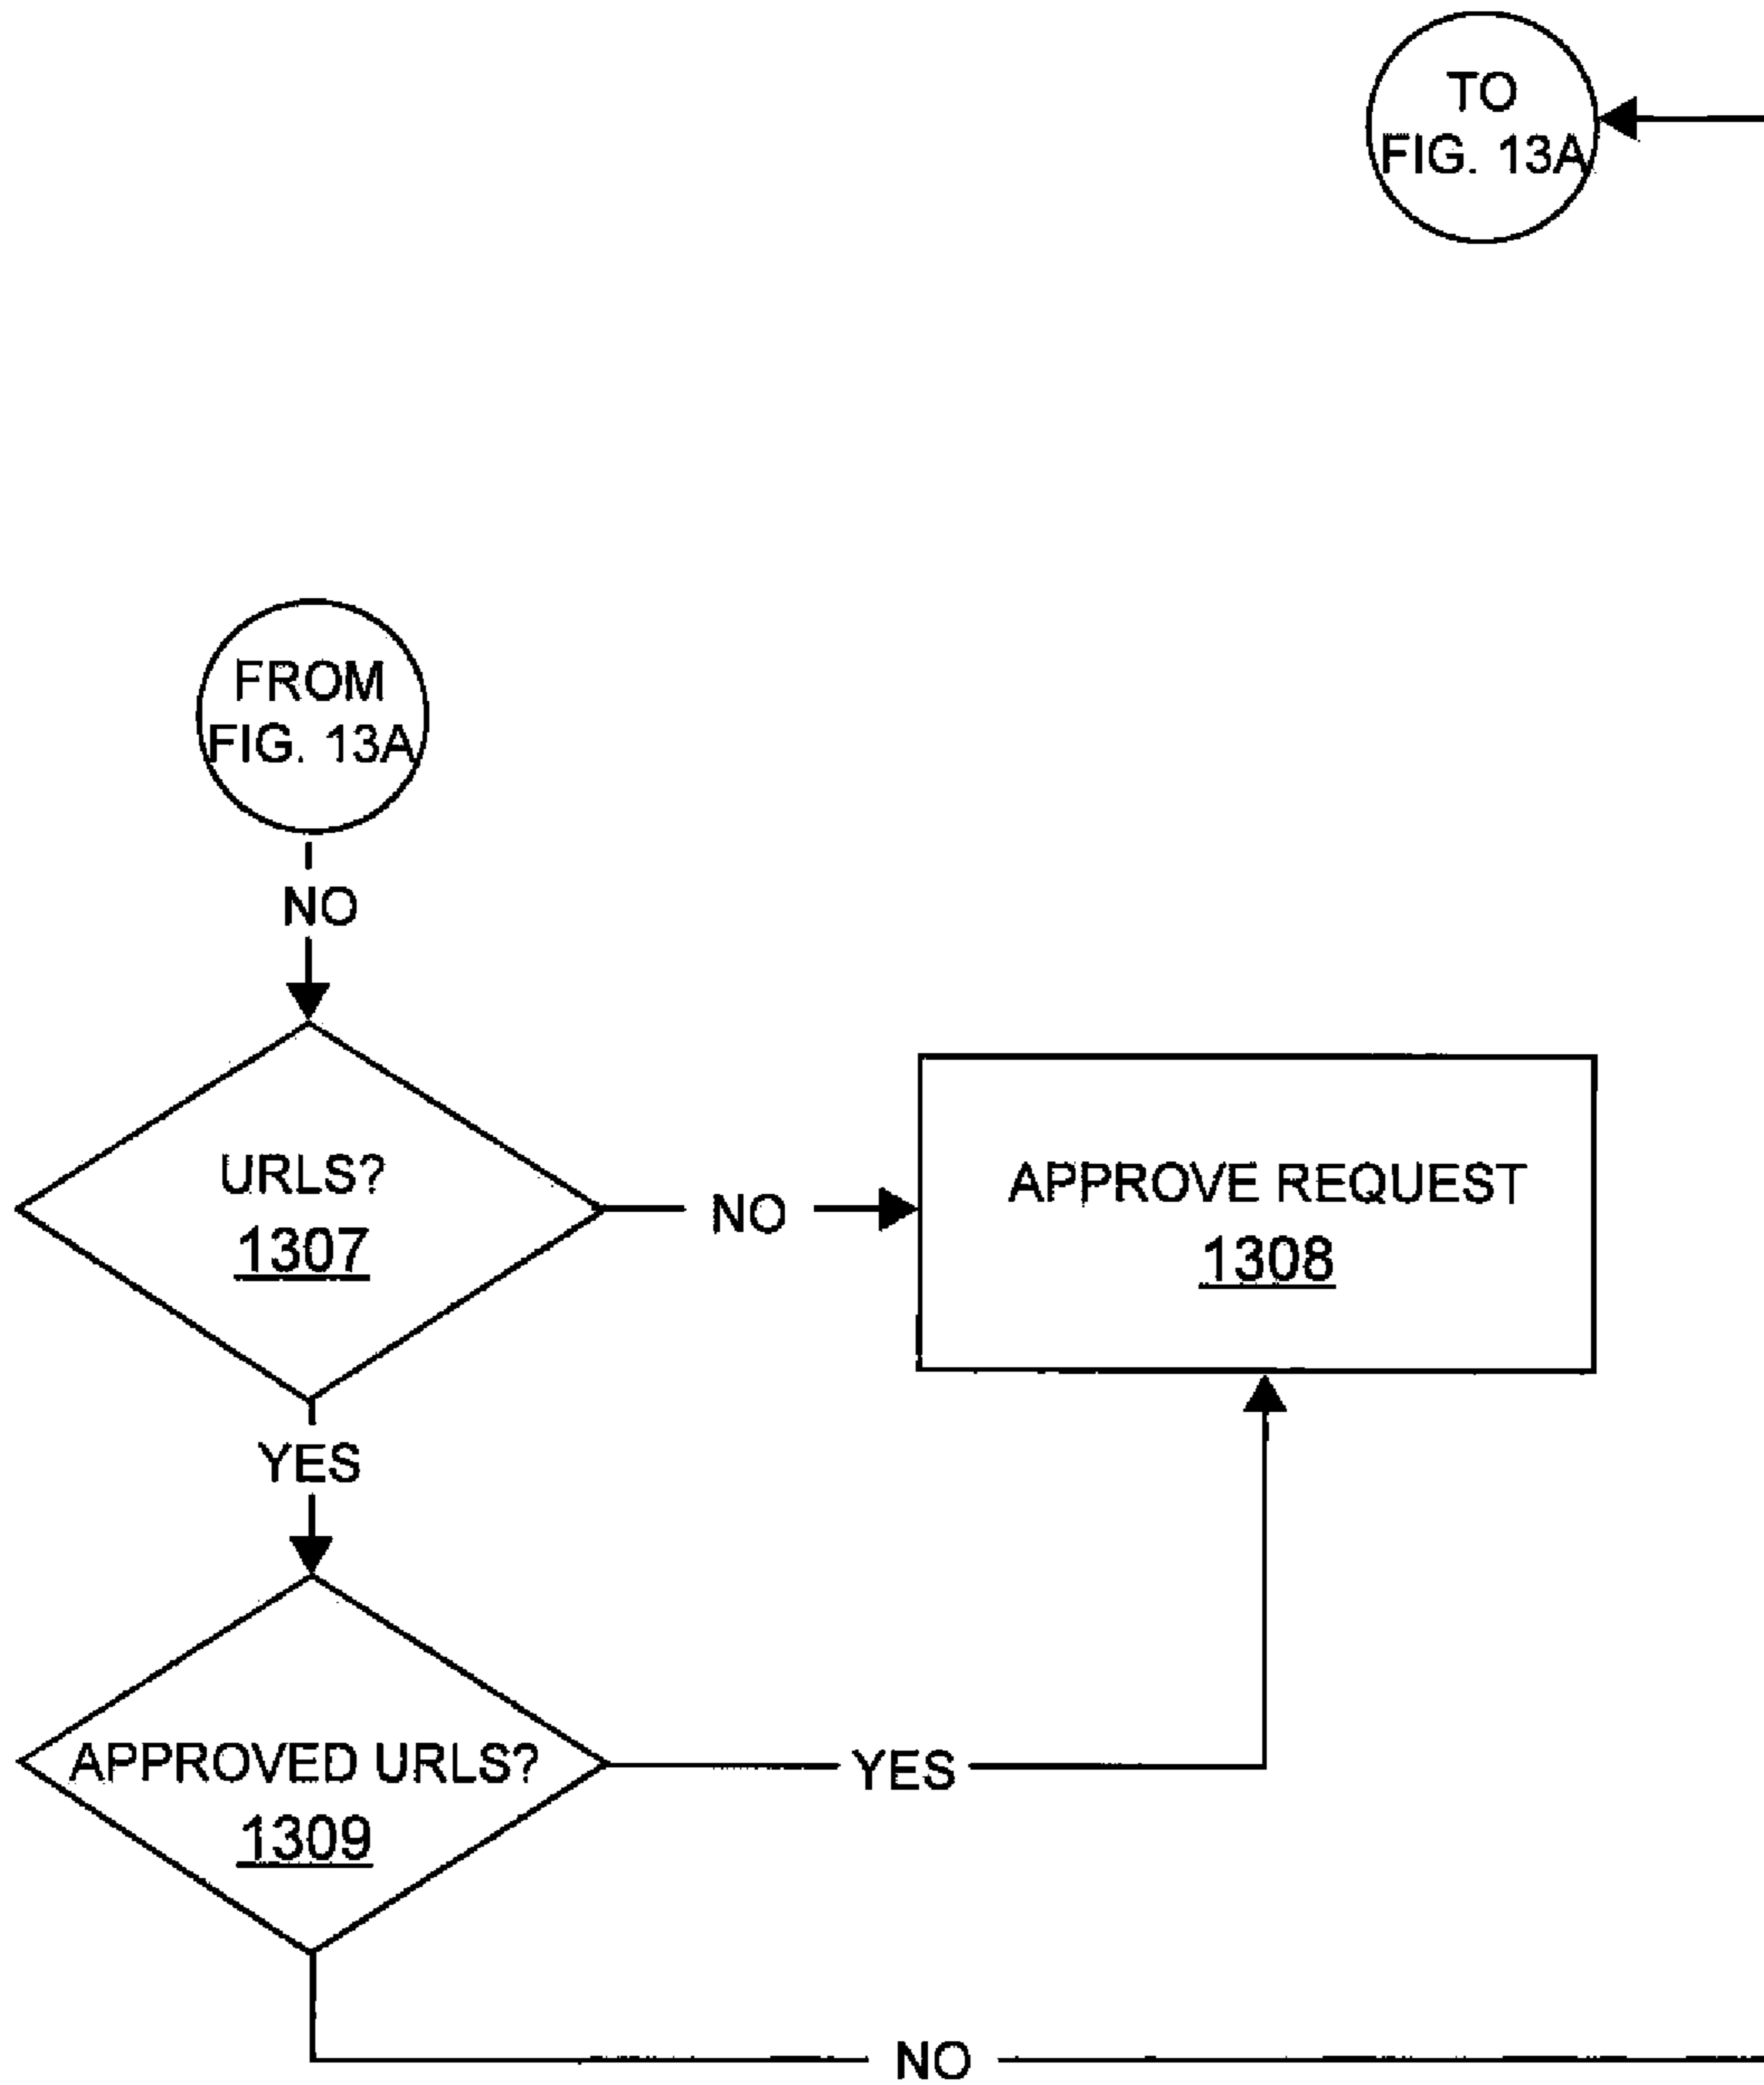 TO
FIG. 13A
FROM
FIG. 13A
NO
URLS?
1307
NO
APPROVE REQUEST
1308
YES
APPROVED URLS?
1309
YES
NO